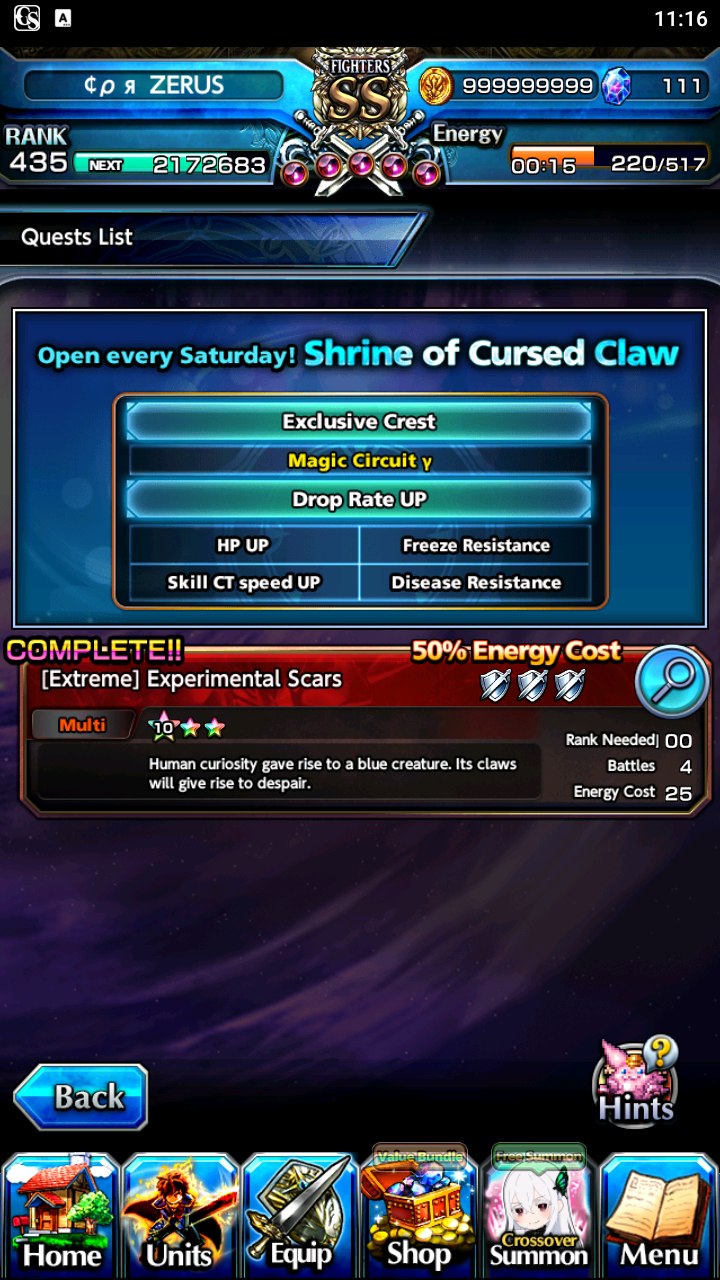 11:16
¢ρ я ZERUS
FIGHTERS
SS
999999999
111
RANK
435
NEXT 2172683
Energy
00:15
220/517
Quests List
Open every Saturday! Shrine of Cursed Claw
Exclusive Crest
Magic Circuit γ
Drop Rate UP
HP UP
Freeze Resistance
Skill CT speed UP
Disease Resistance
COMPLETE!!
50% Energy Cost
[Extreme] Experimental Scars
Multi
10
Rank Needed| 00
Human curiosity gave rise to a blue creature. Its claws
will give rise to despair.
Battles 4
Energy Cost 25
Back
?
Hints
Value Bundle
Free Summon
Home
Units
Equip
Shop
Crossover
Summon
Menu